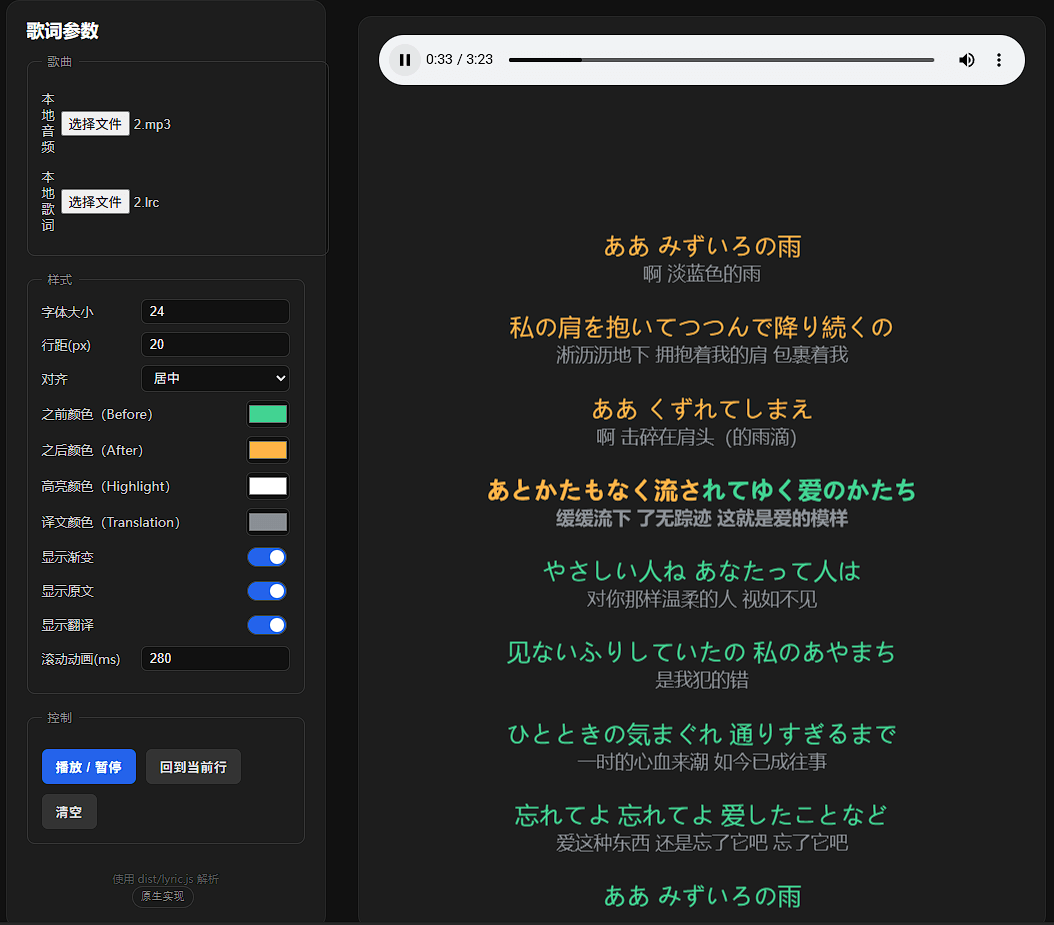 歌词参数
歌曲
本地音频
选择文件 2.mp3
本地歌词
选择文件 2.lrc
样式
字体大小 24
行距(px) 20
对齐 居中
之前颜色（Before）
之后颜色（After）
高亮颜色（Highlight）
译文颜色（Translation）
显示渐变
显示原文
显示翻译
滚动动画(ms) 280
控制
播放 / 暂停 回到当前行
清空
使用 dist/lyric.js 解析
原生实现
0:33 / 3:23
ああ みずいろの雨
啊 淡蓝色的雨
私の肩を抱いてつつんで降り続くの
淅沥沥地下 拥抱着我的肩 包裹着我
ああ くずれてしまえ
啊 击碎在肩头（的雨滴）
あとかたもなく流されてゆく爱のかたち
缓缓流下 了无踪迹 这就是爱的模样
やさしい人ね あなたって人は
对你那样温柔的人 视如不见
见ないふりしていたの 私のあやまち
是我犯的错
ひとときの気まぐれ 通りすぎるまで
一时的心血来潮 如今已成往事
忘れてよ 忘れてよ 爱したことなど
爱这种东西 还是忘了它吧 忘了它吧
ああ みずいろの雨